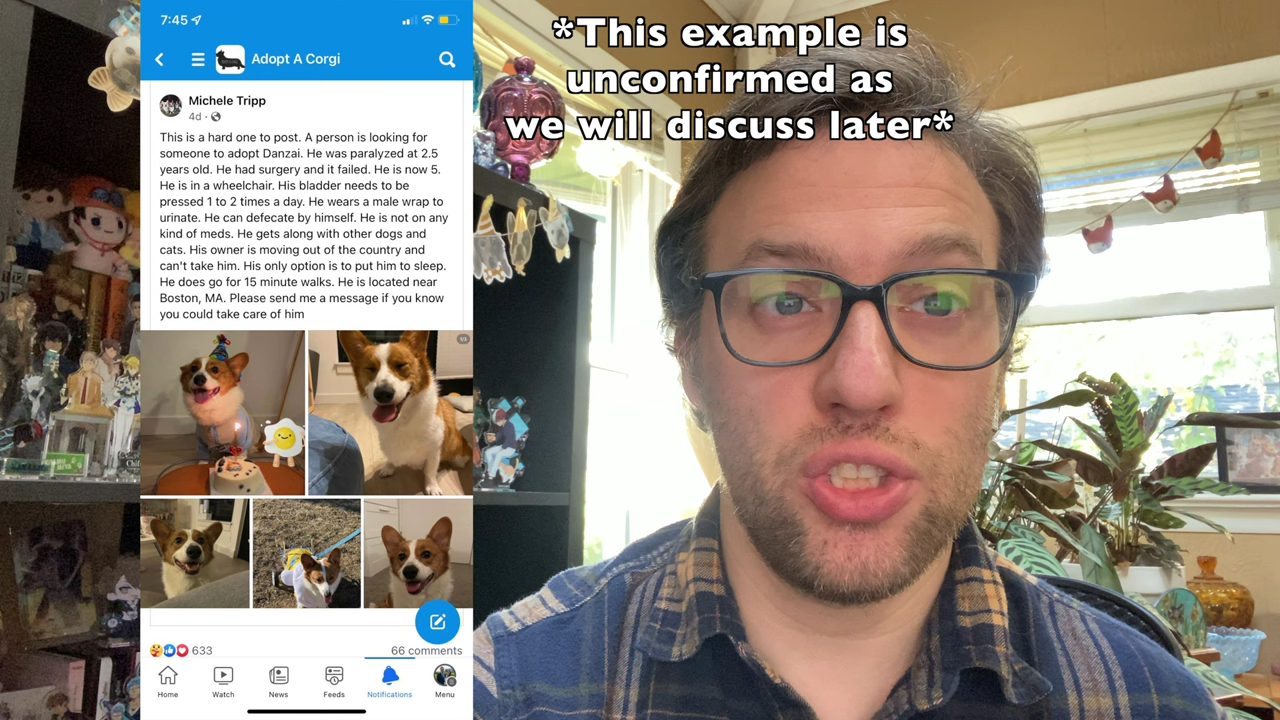 7:45
Adopt A Corgi
Michele Tripp
4d ·
This is a hard one to post. A person is looking for
someone to adopt Danzai. He was paralyzed at 2.5
years old. He had surgery and it failed. He is now 5.
He is in a wheelchair. His bladder needs to be
pressed 1 to 2 times a day. He wears a male wrap to
urinate. He can defecate by himself. He is not on any
kind of meds. He gets along with other dogs and
cats. His owner is moving out of the country and
can't take him. His only option is to put him to sleep.
He does go for 15 minute walks. He is located near
Boston, MA. Please send me a message if you know
you could take care of him
633
66 comments
Home
Watch
News
Feeds
Notifications
Menu
*This example is
unconfirmed as
we will discuss later*